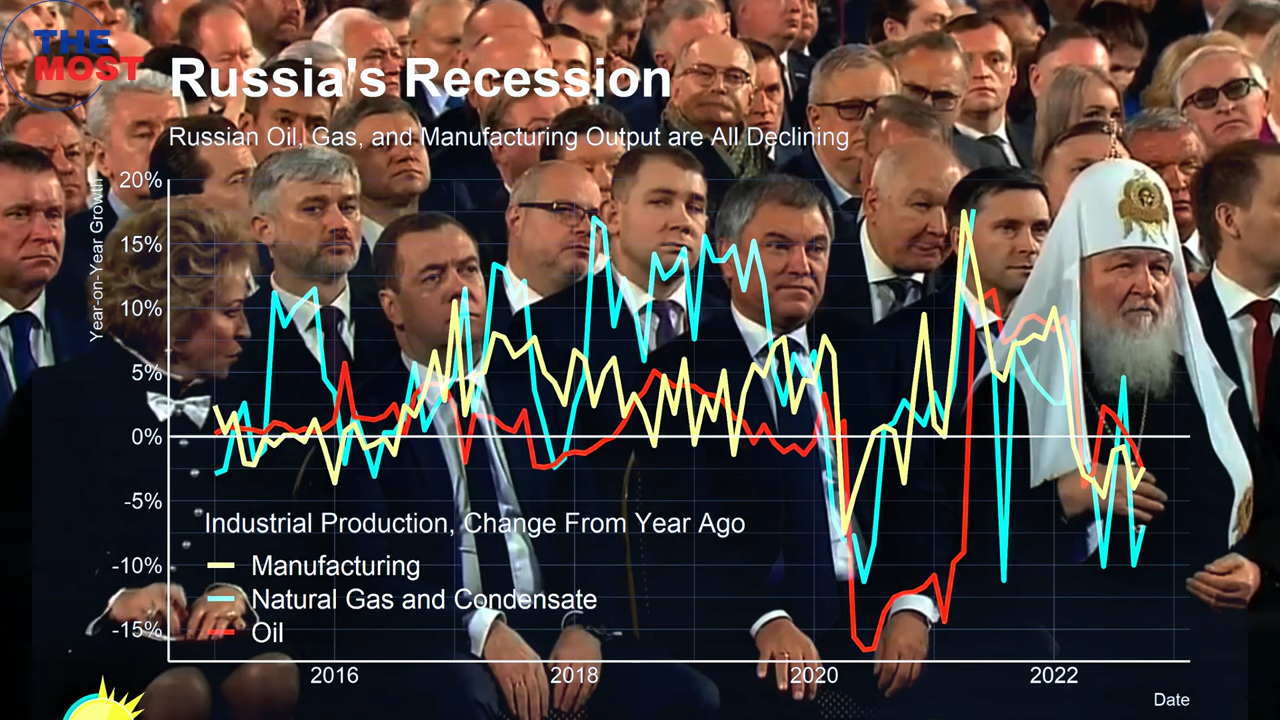 THE
MOST
Russia's Recession
Russian Oil, Gas, and Manufacturing Output are All Declining
Year-on-Year Growth
20%
15%
10%
5%
0%
-5%
-10%
-15%
Industrial Production, Change From Year Ago
Manufacturing
Natural Gas and Condensate
Oil
2016 2018 2020 2022
Date